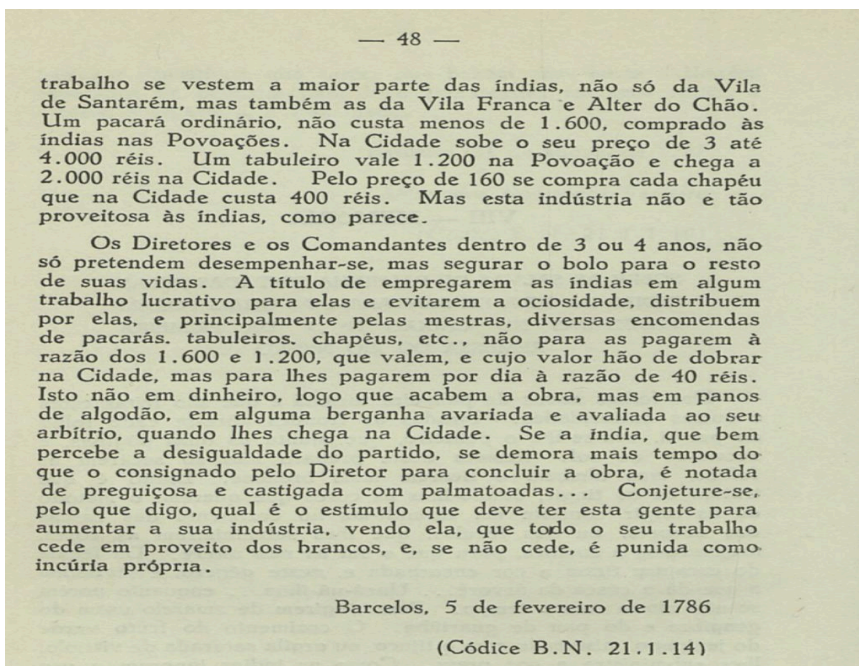 — 48 —
trabalho se vestem a maior parte das índias, não só da Vila
de Santarém, mas também as da Vila Franca e Alter do Chão.
Um pacará ordinário, não custa menos de 1.600, comprado às
índias nas Povoações. Na Cidade sobe o seu preço de 3 até
4.000 réis. Um tabuleiro vale 1.200 na Povoação e chega a
2.000 réis na Cidade. Pelo preço de 160 se compra cada chapéu
que na Cidade custa 400 réis. Mas esta indústria não e tão
proveitosa às índias, como parece.
Os Diretores e os Comandantes dentro de 3 ou 4 anos, não
só pretendem desempenhar-se, mas segurar o bolo para o resto
de suas vidas. A título de empregarem as índias em algum
trabalho lucrativo para elas e evitarem a ociosidade, distribuem
por elas, e principalmente pelas mestras, diversas encomendas
de pacarás. tabuleiros. chapéus, etc., não para as pagarem à
razão dos 1.600 e 1.200, que valem, e cujo valor hão de dobrar
na Cidade, mas para lhes pagarem por dia à razão de 40 réis.
Isto não em dinheiro, logo que acabem a obra, mas em panos
de algodão, em alguma berganha avariada e avaliada ao seu
arbítrio, quando lhes chega na Cidade. Se a índia, que bem
percebe a desigualdade do partido, se demora mais tempo do
que o consignado pelo Diretor para concluir a obra, é notada
de preguiçosa e castigada com palmatoadas... Conjeture-se,
pelo que digo, qual é o estímulo que deve ter esta gente para
aumentar a sua indústria, vendo ela, que todo o seu trabalho
cede em proveito dos brancos, e, se não cede, é punida como
incúria própria.
Barcelos, 5 de fevereiro de 1786
(Códice B.N. 21.1.14)